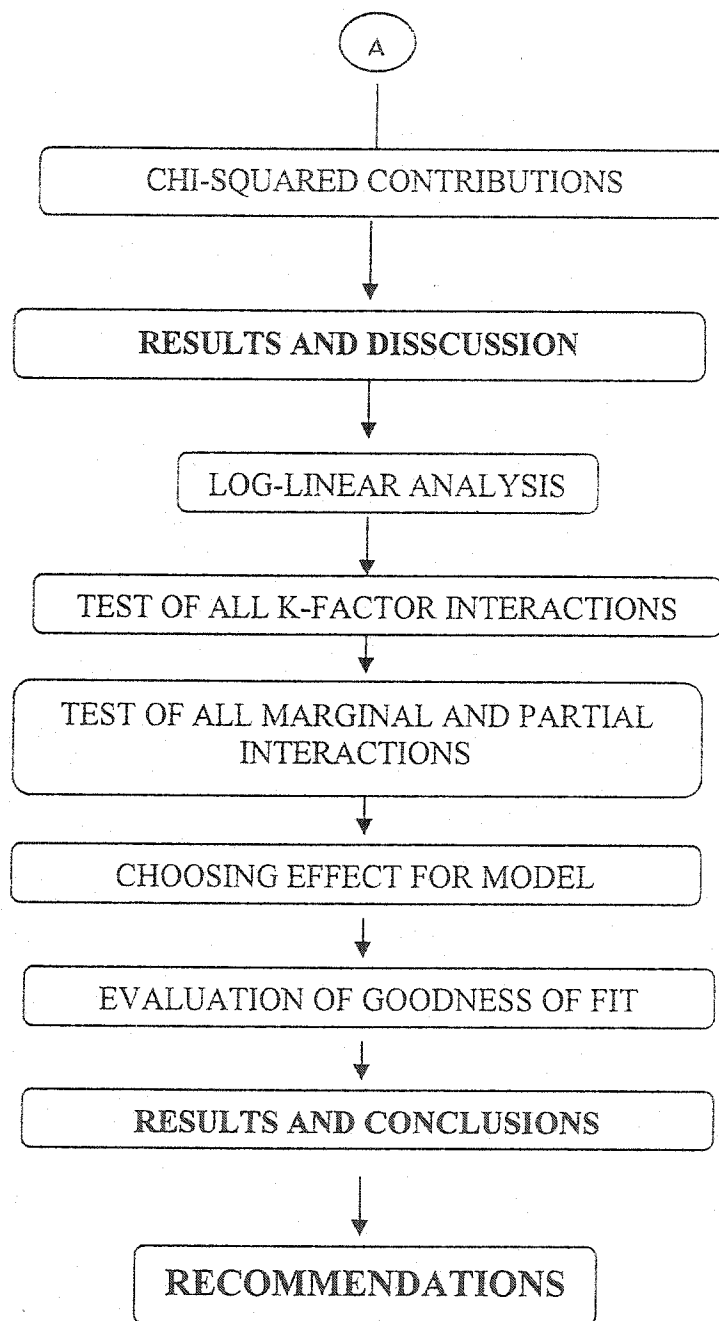 A
CHI-SQUARED CONTRIBUTIONS
RESULTS AND DISSCUSSION
LOG-LINEAR ANALYSIS
TEST OF ALL K-FACTOR INTERACTIONS
TEST OF ALL MARGINAL AND PARTIAL
INTERACTIONS
CHOOSING EFFECT FOR MODEL
EVALUATION OF GOODNESS OF FIT
RESULTS AND CONCLUSIONS
RECOMMENDATIONS